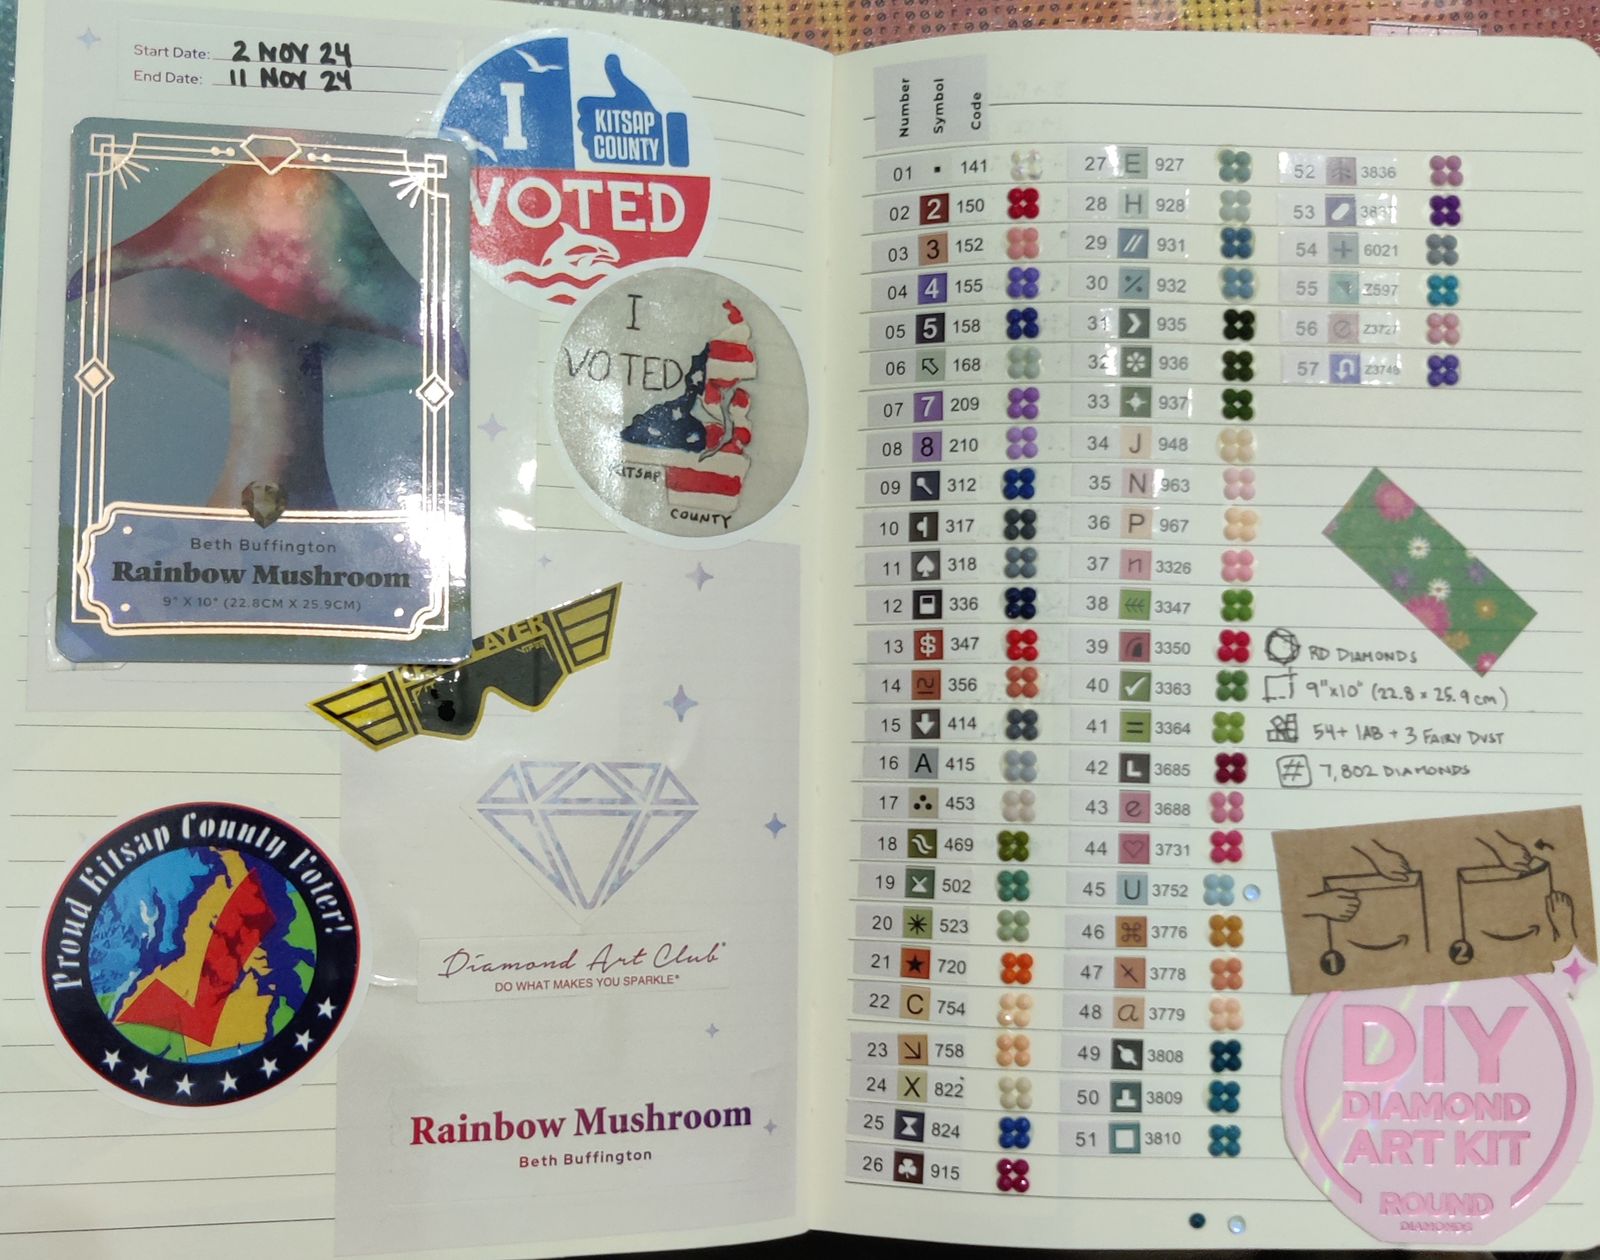 Start Date: 2 NOV 24
End Date: 11 NOV 24
I
KITSAP
COUNTY
VOTED
I
VOTED
KITSAP
COUNTY
Beth Buffington
Rainbow Mushroom
9" X 10" (22.8CM X 25.9CM)
Proud Kitsap County Voter!
Diamond Art Club®
DO WHAT MAKES YOU SPARKLE®
Rainbow Mushroom
Beth Buffington
Number
Symbol
Code
01 ▪ 141
02 2 150
03 3 152
04 4 155
05 5 158
06 168
07 7 209
08 8 210
09 312
10 317
11 ♠ 318
12 336
13 $ 347
14 356
15 414
16 A 415
17 453
18 469
19 502
20 523
21 ★ 720
22 C 754
23 758
24 X 822
25 824
26 ♣ 915
27 E 927
28 H 928
29 // 931
30 932
31 935
32 936
33 937
34 J 948
35 N 963
36 P 967
37 n 3326
38 3347
39 3350
40 ✓ 3363
41 = 3364
42 L 3685
43 e 3688
44 ♡ 3731
45 U 3752
46 ⌘ 3776
47 3778
48 a 3779
49 3808
50 3809
51 3810
52 3836
53 3837
54 + 6021
55 Z597
56 Z3727
57 Z3746
RD DIAMONDS
9"x10" (22.8 x 25.9cm)
54 + 1AB + 3 FAIRY DUST
# 7,802 DIAMONDS
1
2
DIY
DIAMOND
ART KIT
ROUND
DIAMONDS